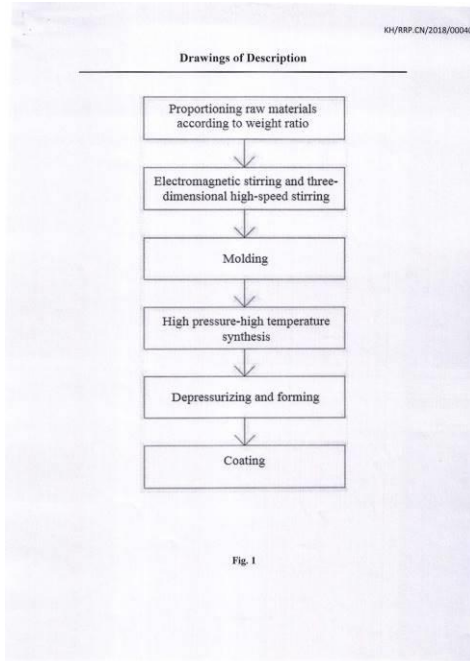 KH/RRP.CN/2018/00040
Drawings of Description
Proportioning raw materials
according to weight ratio
Electromagnetic stirring and three-
dimensional high-speed stirring
Molding
High pressure-high temperature
synthesis
Depressurizing and forming
Coating
Fig. 1